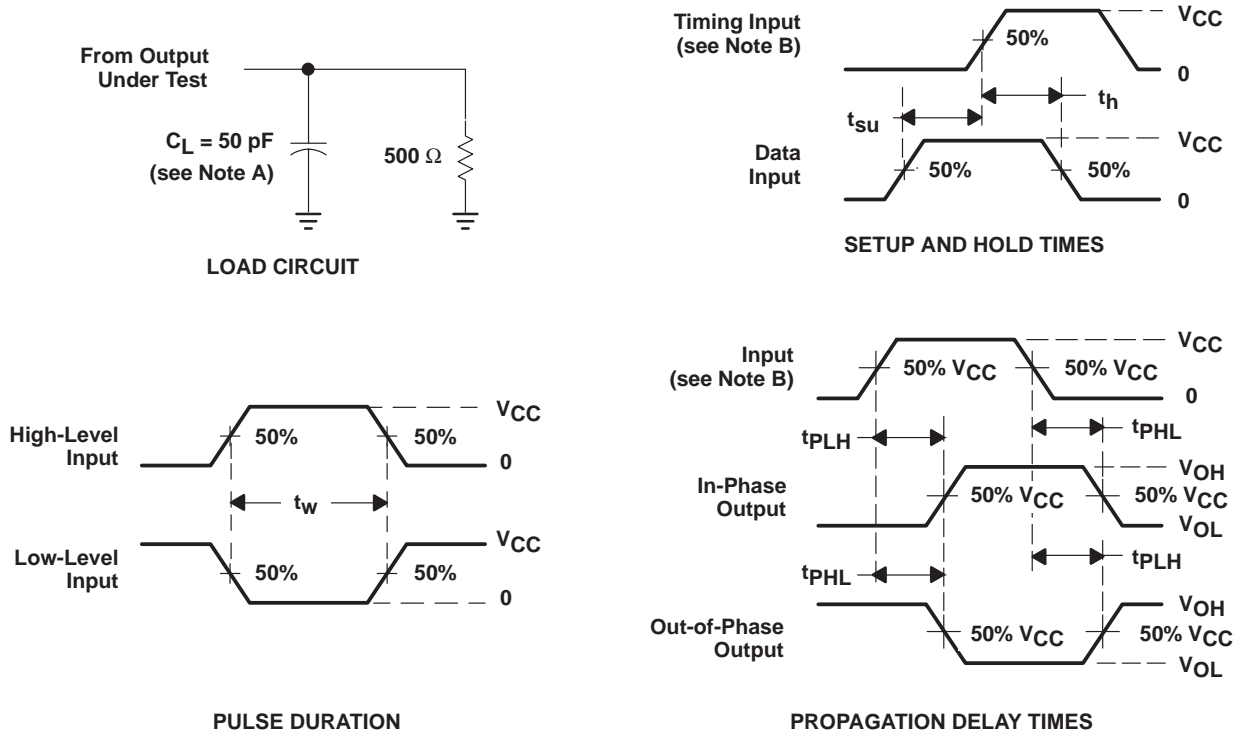 From Output
Under Test
CL = 50 pF
(see Note A)
500 Ω
LOAD CIRCUIT
Timing Input
(see Note B)
50%
VCC
0
th
tsu
Data
Input
50%
50%
VCC
0
SETUP AND HOLD TIMES
High-Level
Input
50%
50%
VCC
0
tw
Low-Level
Input
50%
50%
VCC
0
PULSE DURATION
Input
(see Note B)
50% VCC
50% VCC
VCC
0
tPLH
tPHL
In-Phase
Output
50% VCC
VOH
50% VCC
VOL
tPHL
tPLH
Out-of-Phase
Output
50% VCC
VOH
50% VCC
VOL
PROPAGATION DELAY TIMES